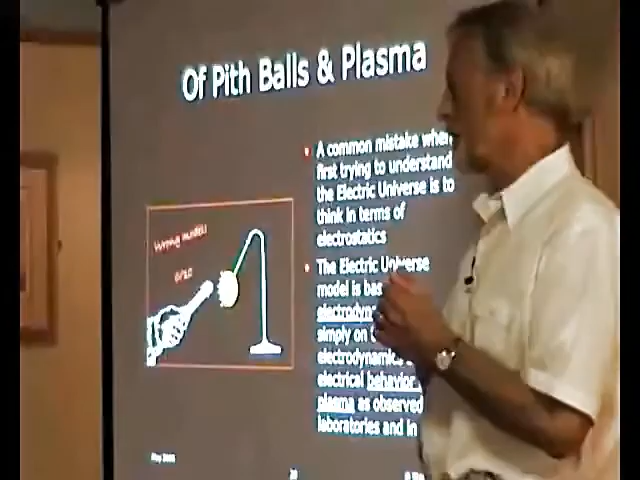 Of Pith Balls & Plasma
A common mistake when
first trying to understand
the Electric Universe is to
think in terms of
electrostatics
The Electric Universe
model is
simply on
electrical behavior
plasma as observed
laboratories and in
Wrong model!
0/10